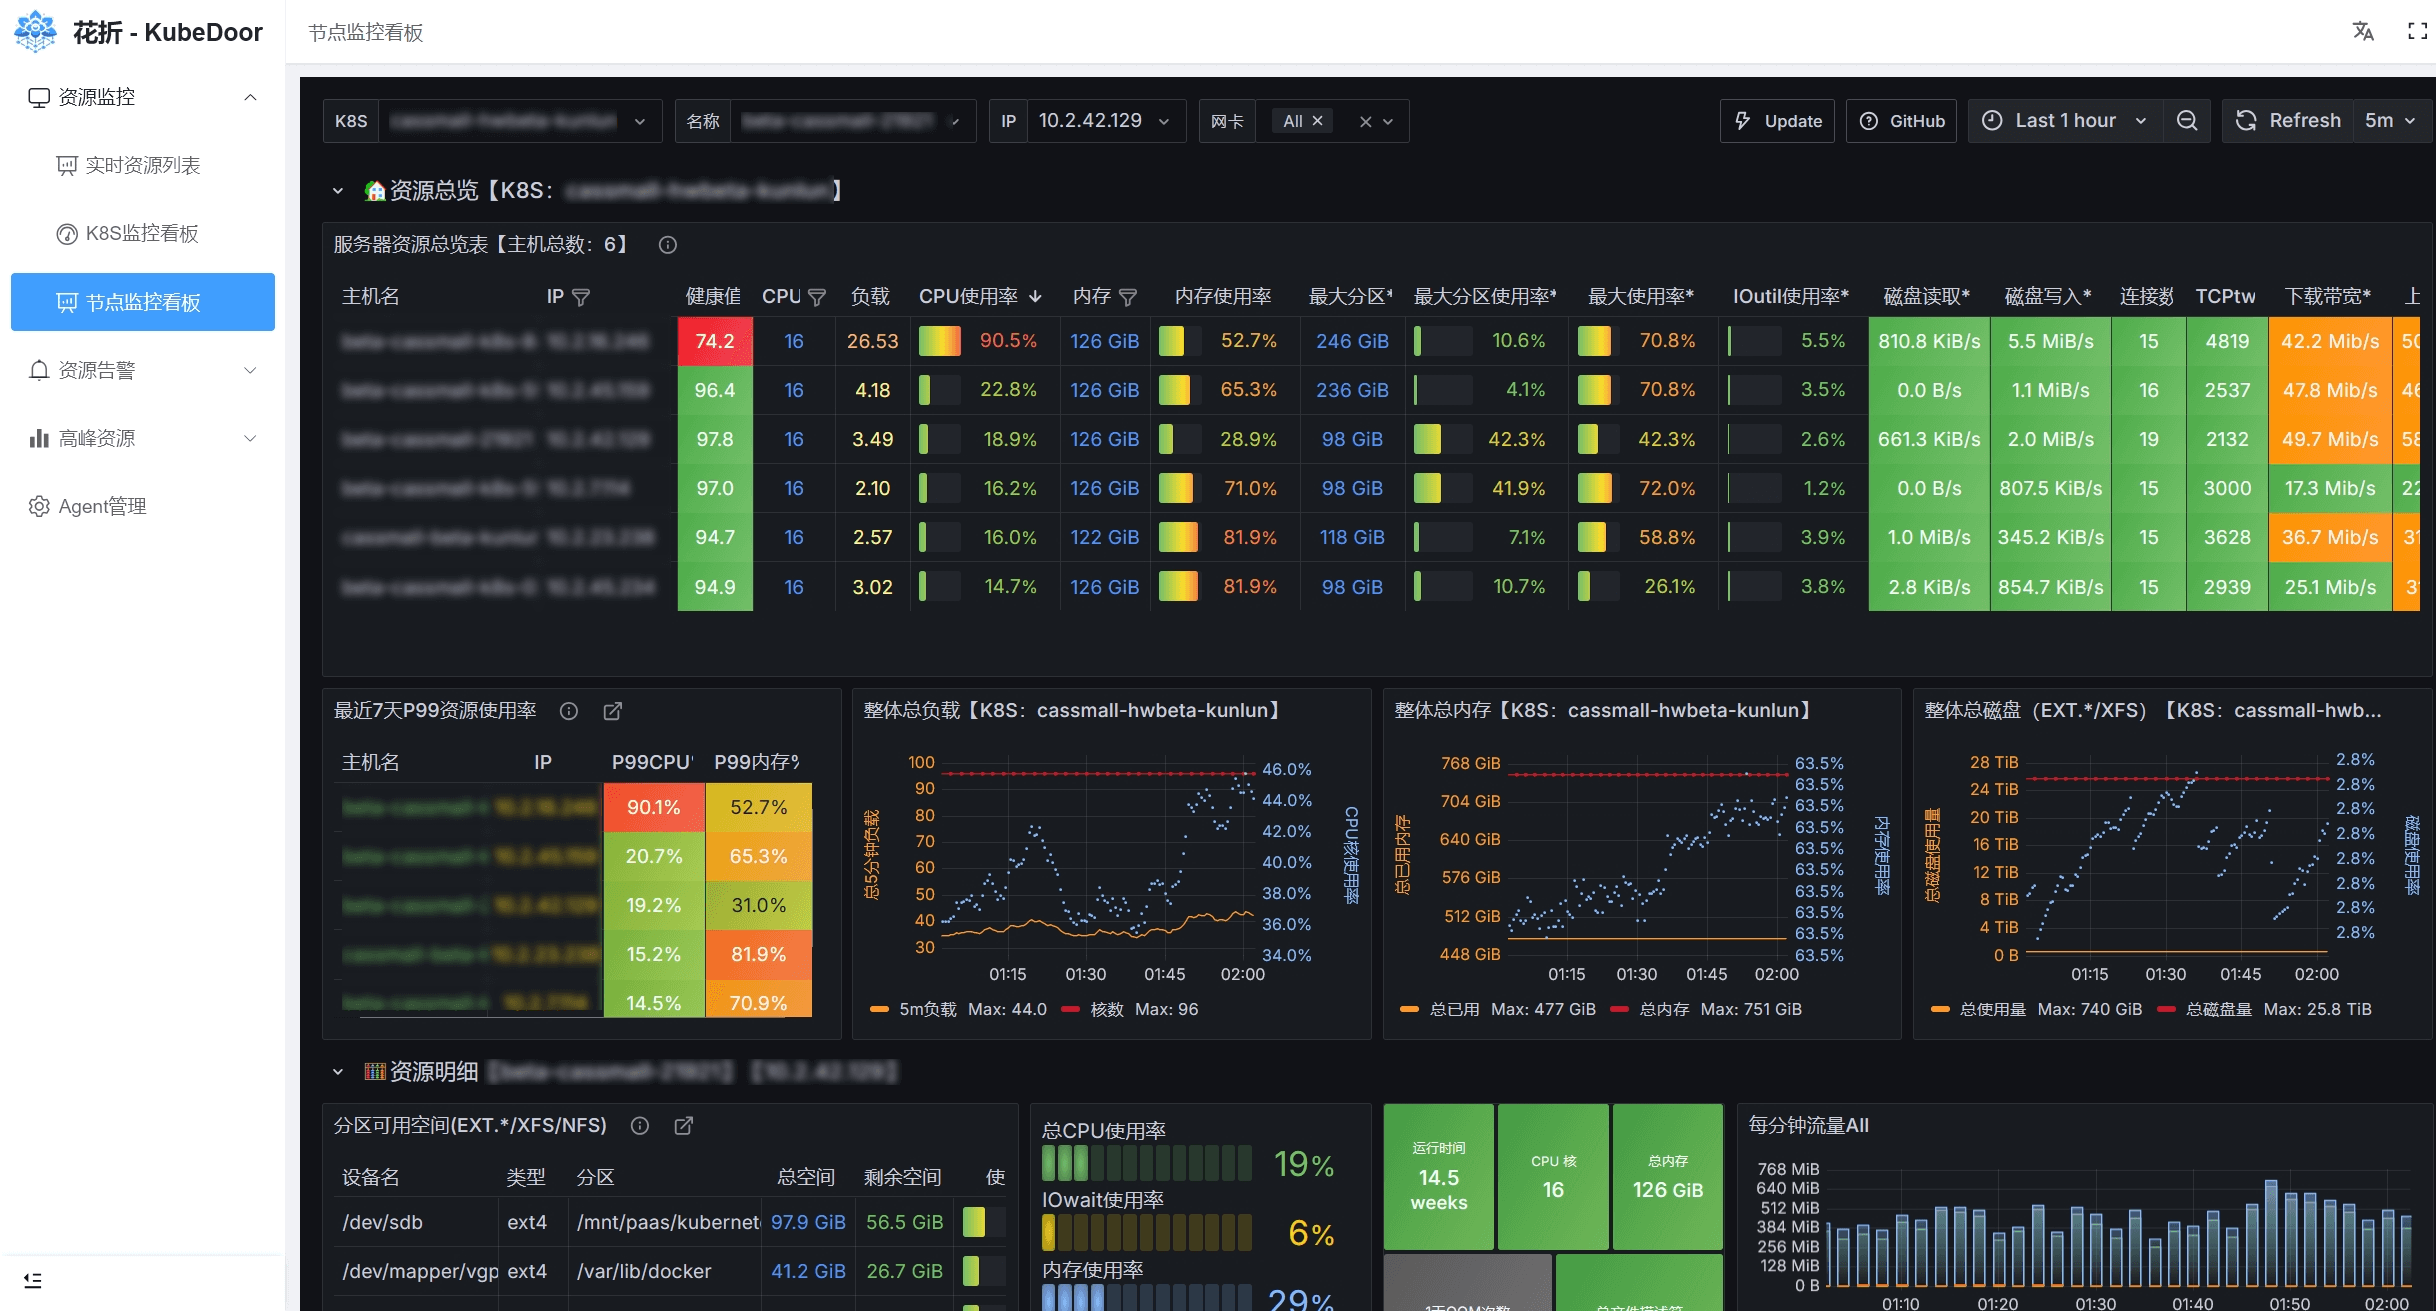 花折 - KubeDoor
节点监控看板
资源监控
实时资源列表
K8S监控看板
节点监控看板
资源告警
高峰资源
Agent管理
K8S
名称
IP 10.2.42.129
网卡 All
Update
GitHub
Last 1 hour
Refresh 5m
资源总览【K8S： 】
服务器资源总览表【主机总数：6】
主机名 IP 健康值 CPU 负载 CPU使用率 内存 内存使用率 最大分区* 最大分区使用率* 最大使用率* IOutil使用率* 磁盘读取* 磁盘写入* 连接数 TCPtw 下载带宽* 上
74.2 16 26.53 90.5% 126 GiB 52.7% 246 GiB 10.6% 70.8% 5.5% 810.8 KiB/s 5.5 MiB/s 15 4819 42.2 Mib/s
96.4 16 4.18 22.8% 126 GiB 65.3% 236 GiB 4.1% 70.8% 3.5% 0.0 B/s 1.1 MiB/s 16 2537 47.8 Mib/s
97.8 16 3.49 18.9% 126 GiB 28.9% 98 GiB 42.3% 42.3% 2.6% 661.3 KiB/s 2.0 MiB/s 19 2132 49.7 Mib/s
97.0 16 2.10 16.2% 126 GiB 71.0% 98 GiB 41.9% 72.0% 1.2% 0.0 B/s 807.5 KiB/s 15 3000 17.3 Mib/s
94.7 16 2.57 16.0% 122 GiB 81.9% 118 GiB 7.1% 58.8% 3.9% 1.0 MiB/s 345.2 KiB/s 15 3628 36.7 Mib/s
94.9 16 3.02 14.7% 126 GiB 81.9% 98 GiB 10.7% 26.1% 3.8% 2.8 KiB/s 854.7 KiB/s 15 2939 25.1 Mib/s
最近7天P99资源使用率
主机名 IP P99CPU P99内存%
90.1% 52.7%
20.7% 65.3%
19.2% 31.0%
15.2% 81.9%
14.5% 70.9%
整体总负载【K8S：cassmall-hwbeta-kunlun】
总5分钟负载
100
90
80
70
60
50
40
30
46.0%
44.0%
42.0%
40.0%
38.0%
36.0%
34.0%
CPU核使用率
01:15 01:30 01:45 02:00
5m负载 Max: 44.0 核数 Max: 96
整体总内存【K8S：cassmall-hwbeta-kunlun】
总已用内存
768 GiB
704 GiB
640 GiB
576 GiB
512 GiB
448 GiB
63.5%
63.5%
63.5%
63.5%
63.5%
63.5%
63.5%
63.5%
63.5%
63.5%
内存使用率
01:15 01:30 01:45 02:00
总已用 Max: 477 GiB 总内存 Max: 751 GiB
整体总磁盘（EXT.*/XFS）【K8S：cassmall-hwb...
总磁盘使用量
28 TiB
24 TiB
20 TiB
16 TiB
12 TiB
8 TiB
4 TiB
0 B
2.8%
2.8%
2.8%
2.8%
2.8%
2.8%
2.8%
2.8%
磁盘使用率
01:15 01:30 01:45 02:00
总使用量 Max: 740 GiB 总磁盘量 Max: 25.8 TiB
资源明细
分区可用空间(EXT.*/XFS/NFS)
设备名 类型 分区 总空间 剩余空间 使
/dev/sdb ext4 /mnt/paas/kubernet 97.9 GiB 56.5 GiB
/dev/mapper/vgp ext4 /var/lib/docker 41.2 GiB 26.7 GiB
总CPU使用率
19%
IOwait使用率
6%
内存使用率
29%
运行时间
14.5
weeks
CPU 核
16
总内存
126 GiB
每分钟流量All
768 MiB
640 MiB
512 MiB
384 MiB
256 MiB
128 MiB
0 B
01:10 01:20 01:30 01:40 01:50 02:00